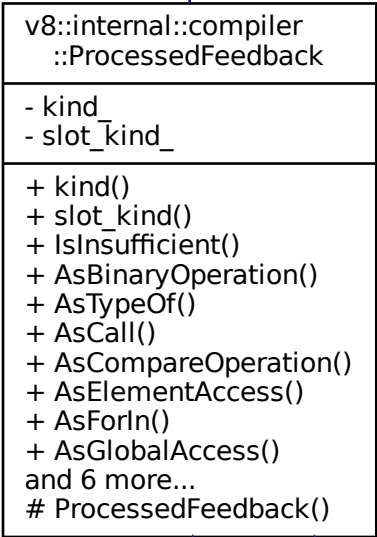 v8::internal::compiler
::ProcessedFeedback
- kind_
- slot_kind_
+ kind()
+ slot_kind()
+ IsInsufficient()
+ AsBinaryOperation()
+ AsTypeOf()
+ AsCall()
+ AsCompareOperation()
+ AsElementAccess()
+ AsForIn()
+ AsGlobalAccess()
and 6 more...
# ProcessedFeedback()